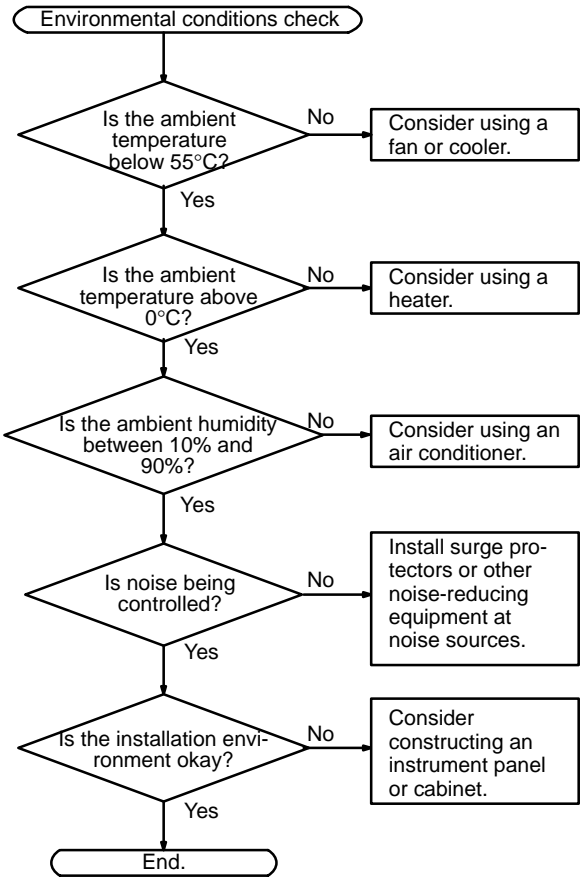 Environmental conditions check
Is the ambient
temperature
below 55°C?
No
Consider using a
fan or cooler.
Yes
Is the ambient
temperature above
0°C?
No
Consider using a
heater.
Yes
Is the ambient humidity
between 10% and
90%?
No
Consider using an
air conditioner.
Yes
Is noise being
controlled?
No
Install surge pro-
tectors or other
noise-reducing
equipment at
noise sources.
Yes
Is the installation envi-
ronment okay?
No
Consider
constructing an
instrument panel
or cabinet.
Yes
End.